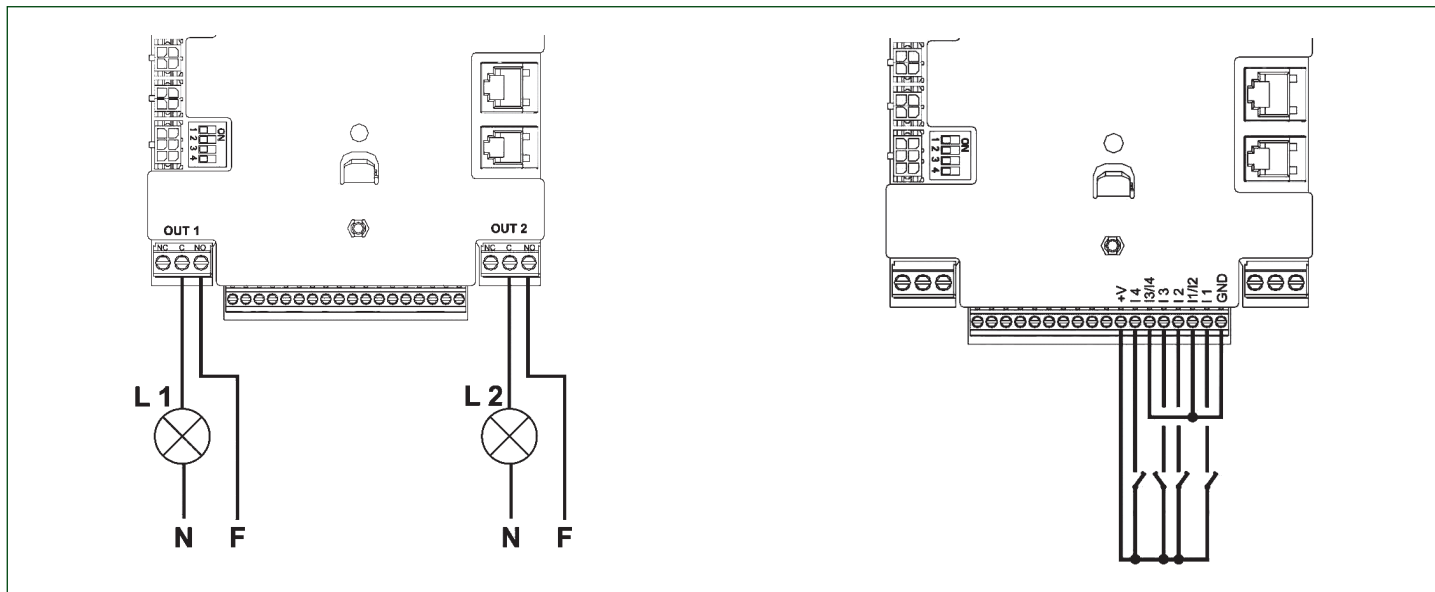 ON
1 2 3 4
OUT 1
NC C NO
OUT 2
NC C NO
L 1
N F
L 2
N F
ON
1 2 3 4
+V
I 4
I3/I4
I 3
I 2
I1/I2
I 1
GND